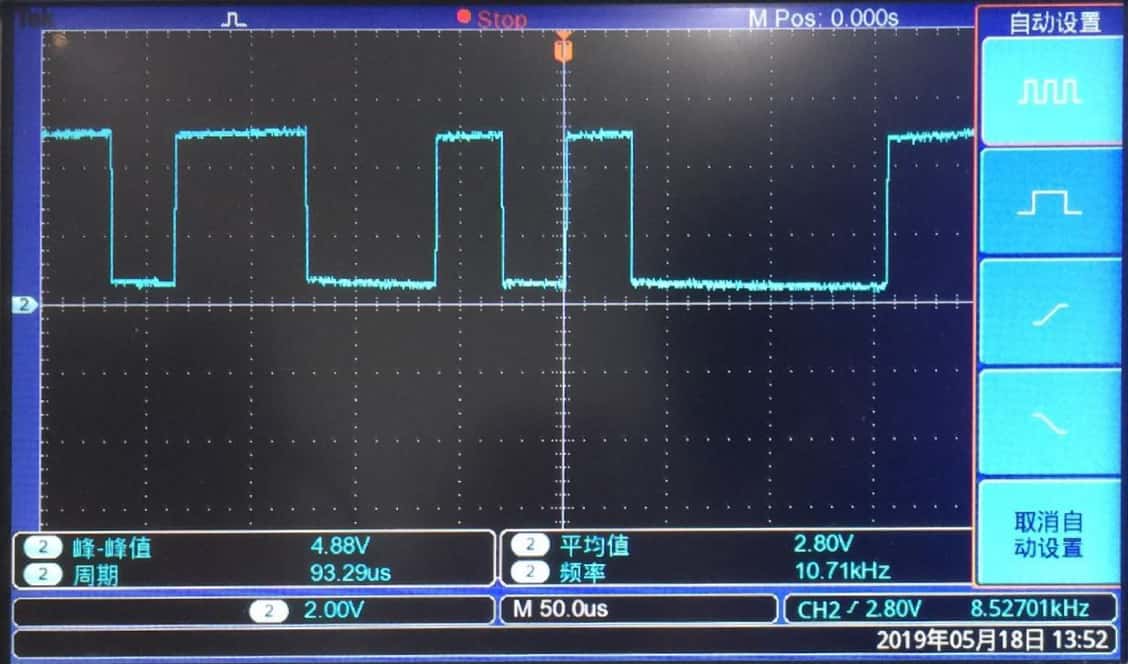 Tek
Stop
M Pos: 0.000s
自动设置
T
2
取消自
动设置
2 峰-峰值 4.88V
2 平均值 2.80V
2 周期 93.29us
2 频率 10.71kHz
2 2.00V
M 50.0us
CH2 2.80V 8.52701kHz
2019年05月18日 13:52